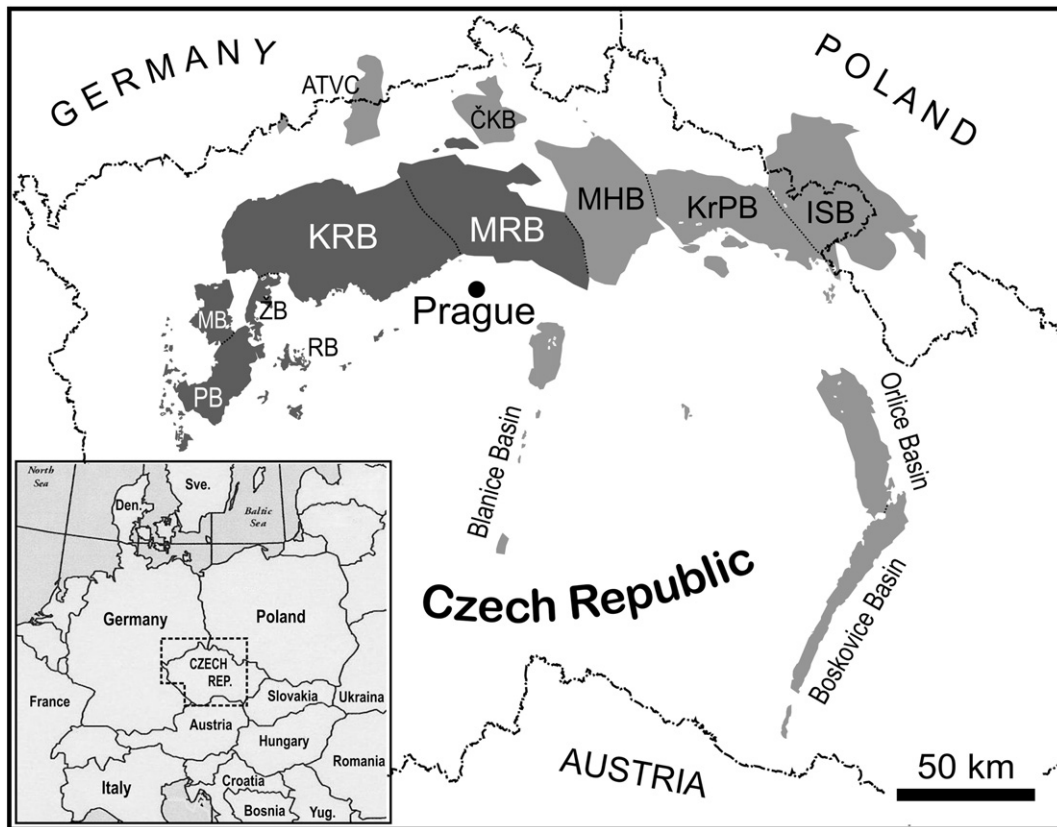 GERMANY
POLAND
ATVC
ČKB
KRB
MRB
MHB
KrPB
ISB
MB
ŽB
RB
PB
Prague
Blanice Basin
Orlice Basin
Boskovice Basin
Czech Republic
AUSTRIA
50 km
North
Sea
Sve.
Den.
Baltic
Sea
Germany
Poland
CZECH
REP.
France
Slovakia
Ukraina
Austria
Hungary
Romania
Italy
Croatia
Bosnia
Yug.